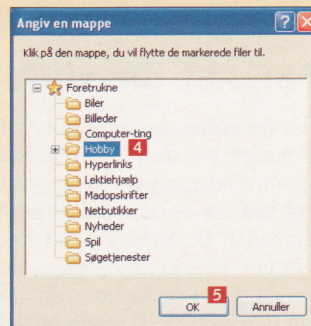 Angiv en mappe
Klik på den mappe, du vil flytte de markerede filer til.
Foretrukne
Biler
Billeder
Computer-ting
Hobby 4
Hyperlinks
Lektiehjælp
Madopskrifter
Netbutikker
Nyheder
Spil
Søgetjenester
5
OK Annuller